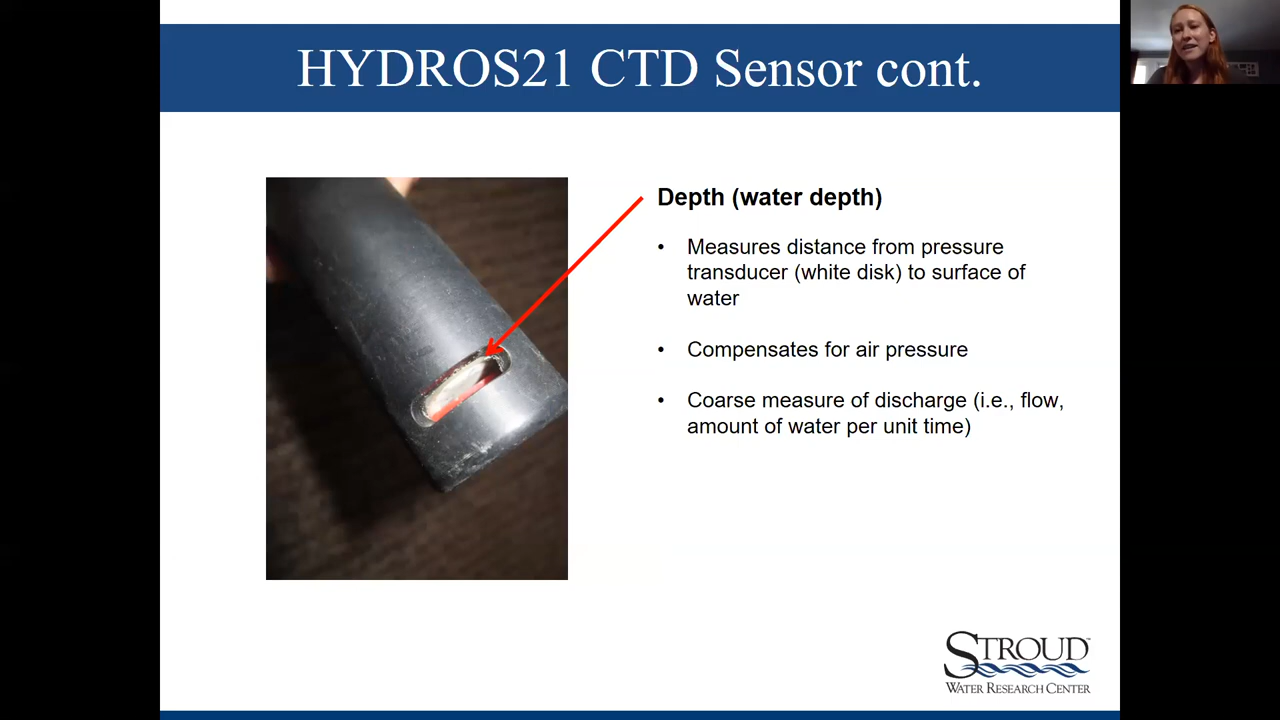 HYDROS21 CTD Sensor cont.
Depth (water depth)
• Measures distance from pressure
transducer (white disk) to surface of
water
• Compensates for air pressure
• Coarse measure of discharge (i.e., flow,
amount of water per unit time)
STROUD™
WATER RESEARCH CENTER